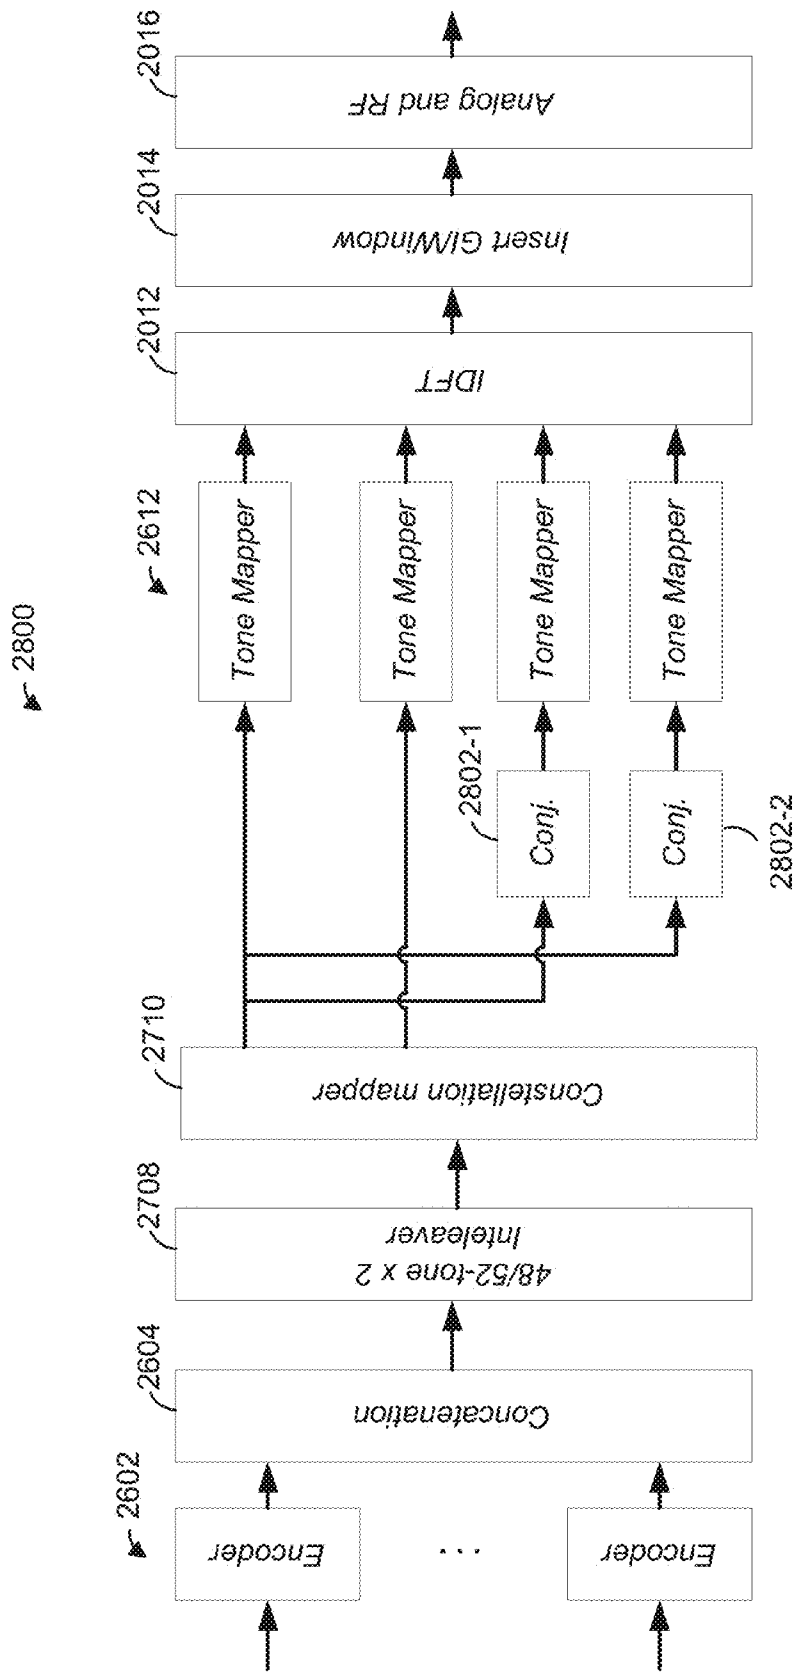 2800
2602
Encoder
. . .
Encoder
2604
Concatenation
2708
48/52-tone x 2
Inteleaver
2710
Constellation mapper
2802-1
Conj.
Conj.
2802-2
2612
Tone Mapper
Tone Mapper
Tone Mapper
Tone Mapper
2012
IDFT
2014
Insert GI/Window
2016
Analog and RF